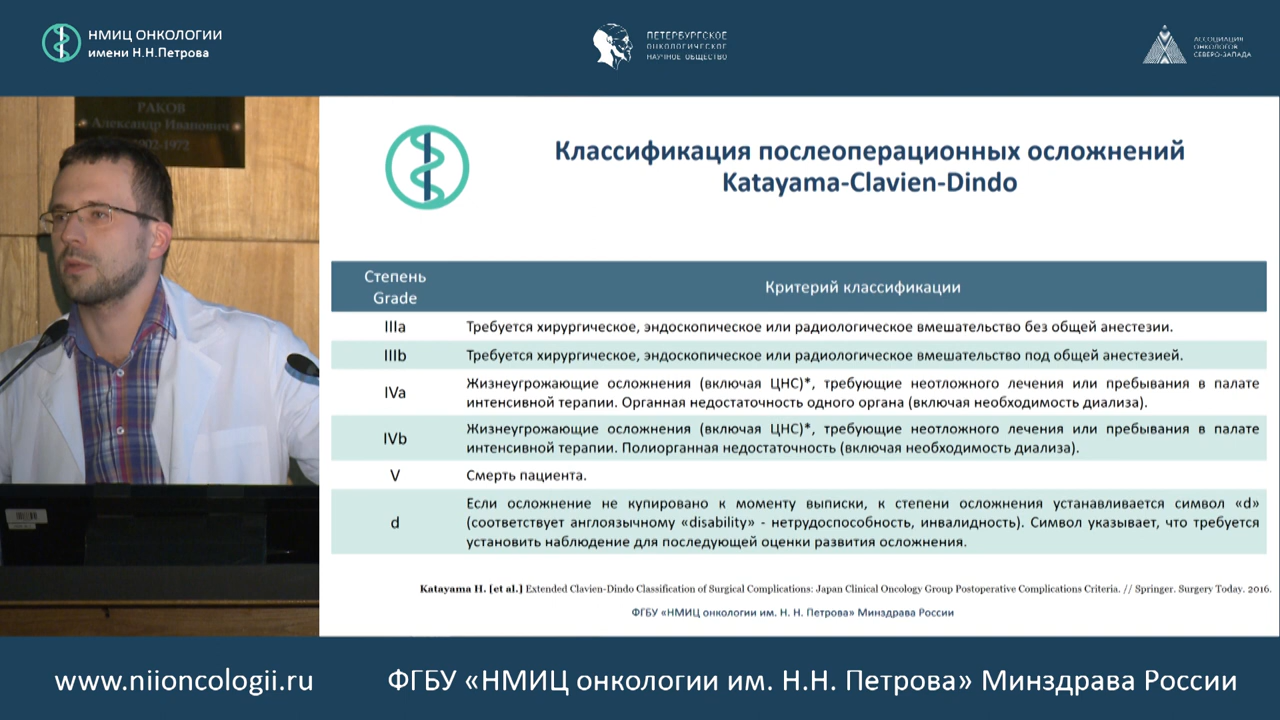 НМИЦ ОНКОЛОГИИ
имени Н.Н.Петрова
ПЕТЕРБУРГСКОЕ
ОНКОЛОГИЧЕСКОЕ
НАУЧНОЕ ОБЩЕСТВО
АССОЦИАЦИЯ
ОНКОЛОГОВ
СЕВЕРО-ЗАПАДА
РАКОВ
Александр Иванович
1902-1972
Классификация послеоперационных осложнений
Katayama-Clavien-Dindo
Степень
Grade
Критерий классификации
IIIa Требуется хирургическое, эндоскопическое или радиологическое вмешательство без общей анестезии.
IIIb Требуется хирургическое, эндоскопическое или радиологическое вмешательство под общей анестезией.
IVa Жизнеугрожающие осложнения (включая ЦНС)*, требующие неотложного лечения или пребывания в палате
интенсивной терапии. Органная недостаточность одного органа (включая необходимость диализа).
IVb Жизнеугрожающие осложнения (включая ЦНС)*, требующие неотложного лечения или пребывания в палате
интенсивной терапии. Полиорганная недостаточность (включая необходимость диализа).
V Смерть пациента.
d Если осложнение не купировано к моменту выписки, к степени осложнения устанавливается символ «d»
(соответствует англоязычному «disability» - нетрудоспособность, инвалидность). Символ указывает, что требуется
установить наблюдение для последующей оценки развития осложнения.
Katayama H. [et al.] Extended Clavien-Dindo Classification of Surgical Complications: Japan Clinical Oncology Group Postoperative Complications Criteria. // Springer. Surgery Today. 2016.
ФГБУ «НМИЦ онкологии им. Н. Н. Петрова» Минздрава России
www.niioncologii.ru
ФГБУ «НМИЦ онкологии им. Н.Н. Петрова» Минздрава России